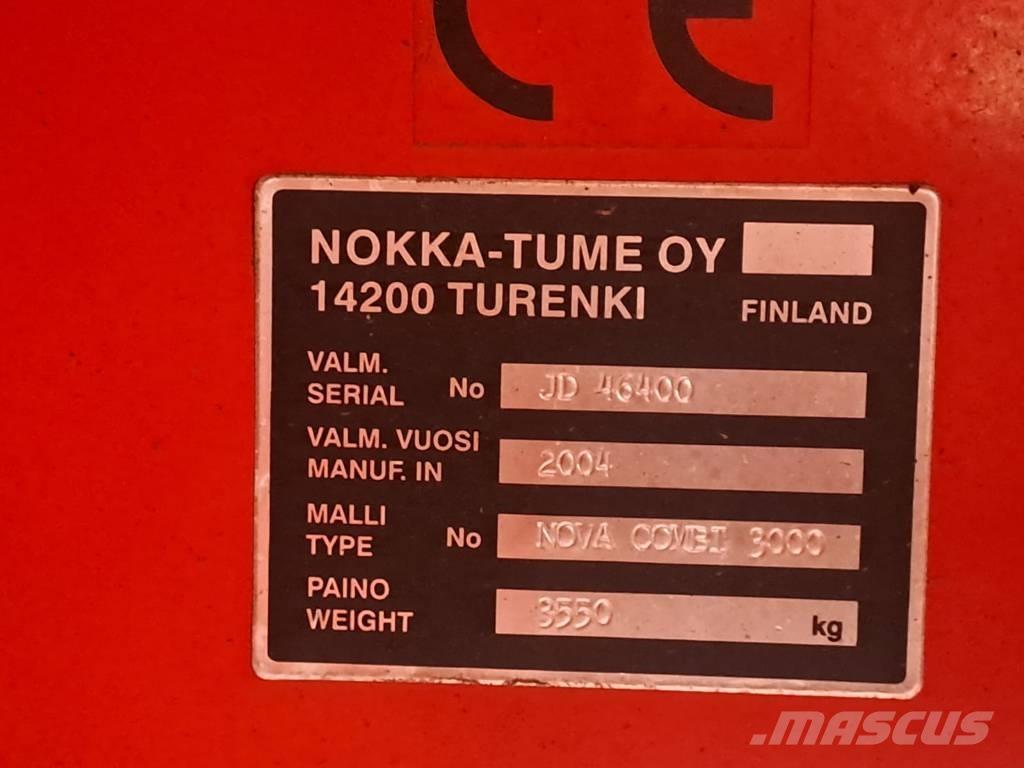 CE
NOKKA-TUME OY
14200 TURENKI FINLAND
VALM.
SERIAL No JD 46400
VALM. VUOSI
MANUF. IN 2004
MALLI
TYPE No NOVA COMBI 3000
PAINO
WEIGHT 3550 kg
.MASCUS